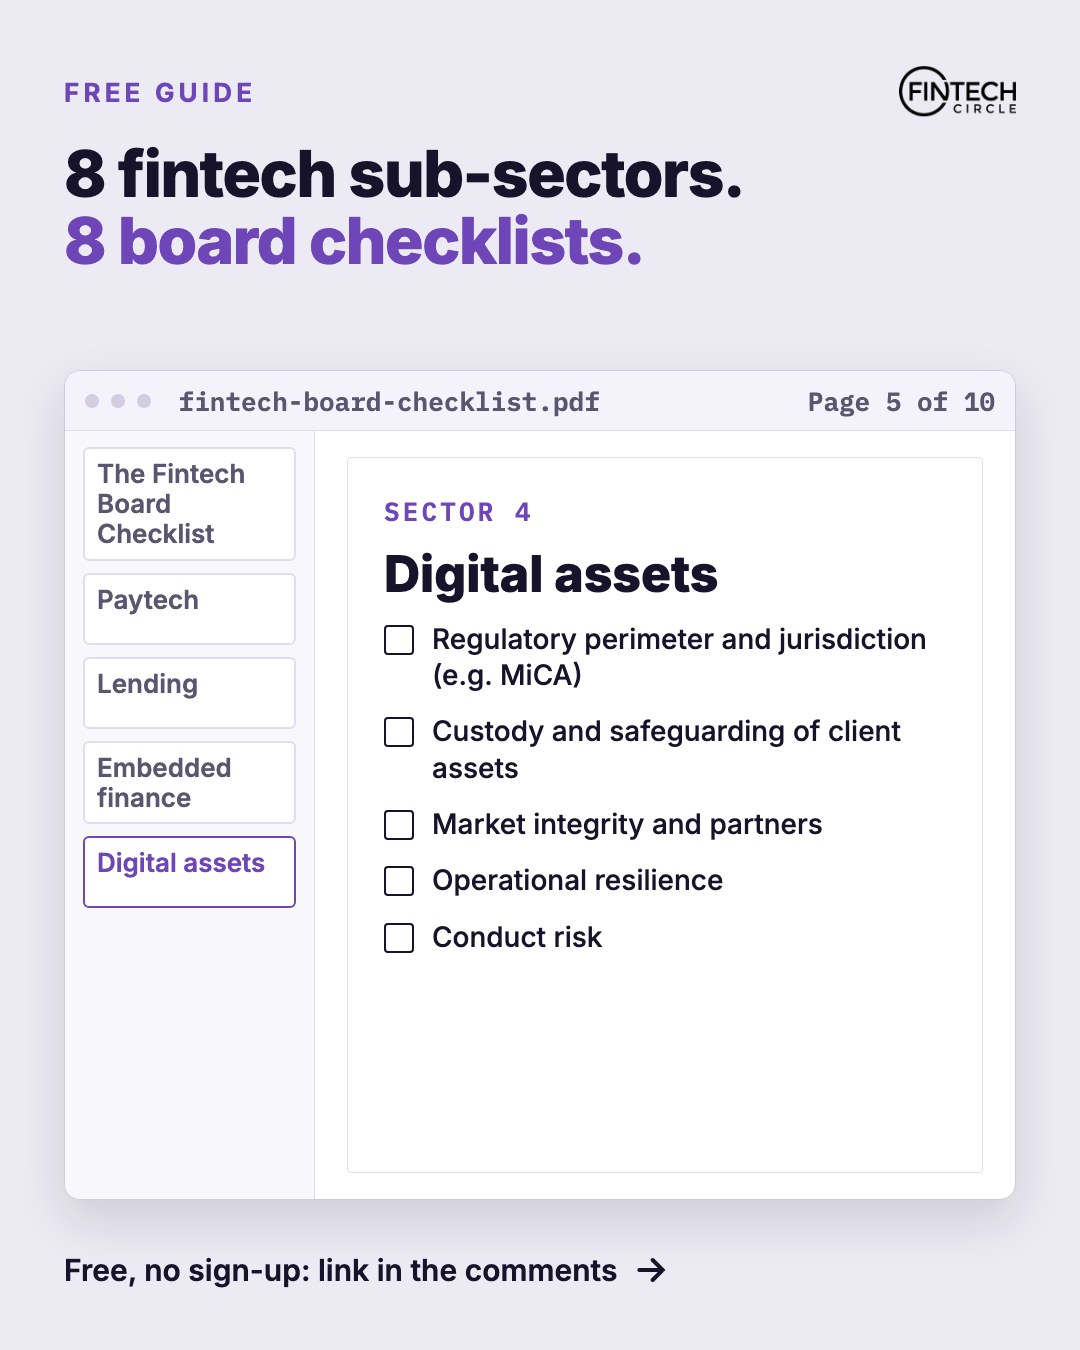 FREE GUIDE
FINTECH
CIRCLE
8 fintech sub-sectors.
8 board checklists.
fintech-board-checklist.pdf
Page 5 of 10
The Fintech
Board
Checklist
Paytech
Lending
Embedded
finance
Digital assets
SECTOR 4
Digital assets
Regulatory perimeter and jurisdiction
(e.g. MiCA)
Custody and safeguarding of client
assets
Market integrity and partners
Operational resilience
Conduct risk
Free, no sign-up: link in the comments →